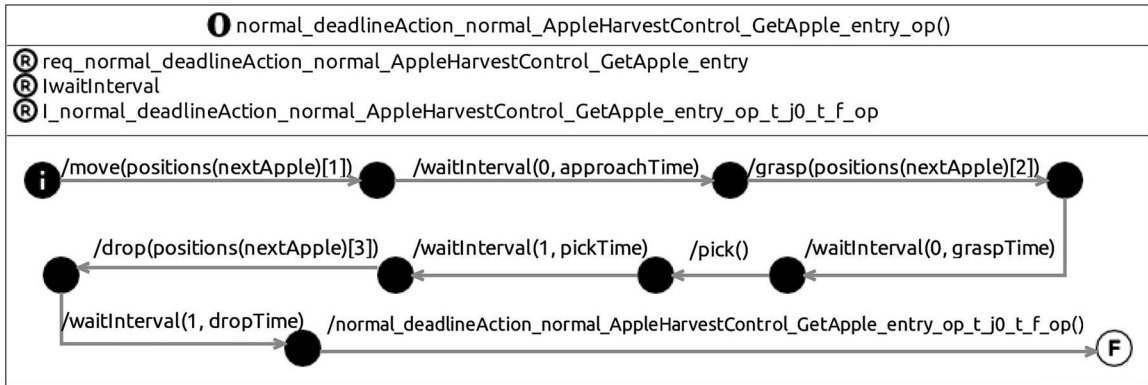 O normal_deadlineAction_normal_AppleHarvestControl_GetApple_entry_op()
R req_normal_deadlineAction_normal_AppleHarvestControl_GetApple_entry
R IwaitInterval
R I_normal_deadlineAction_normal_AppleHarvestControl_GetApple_entry_op_t_j0_t_f_op
i /move(positions(nextApple)[1]) /waitInterval(0, approachTime) /grasp(positions(nextApple)[2])
/drop(positions(nextApple)[3]) /waitInterval(1, pickTime) /pick() /waitInterval(0, graspTime)
/waitInterval(1, dropTime) /normal_deadlineAction_normal_AppleHarvestControl_GetApple_entry_op_t_j0_t_f_op() F